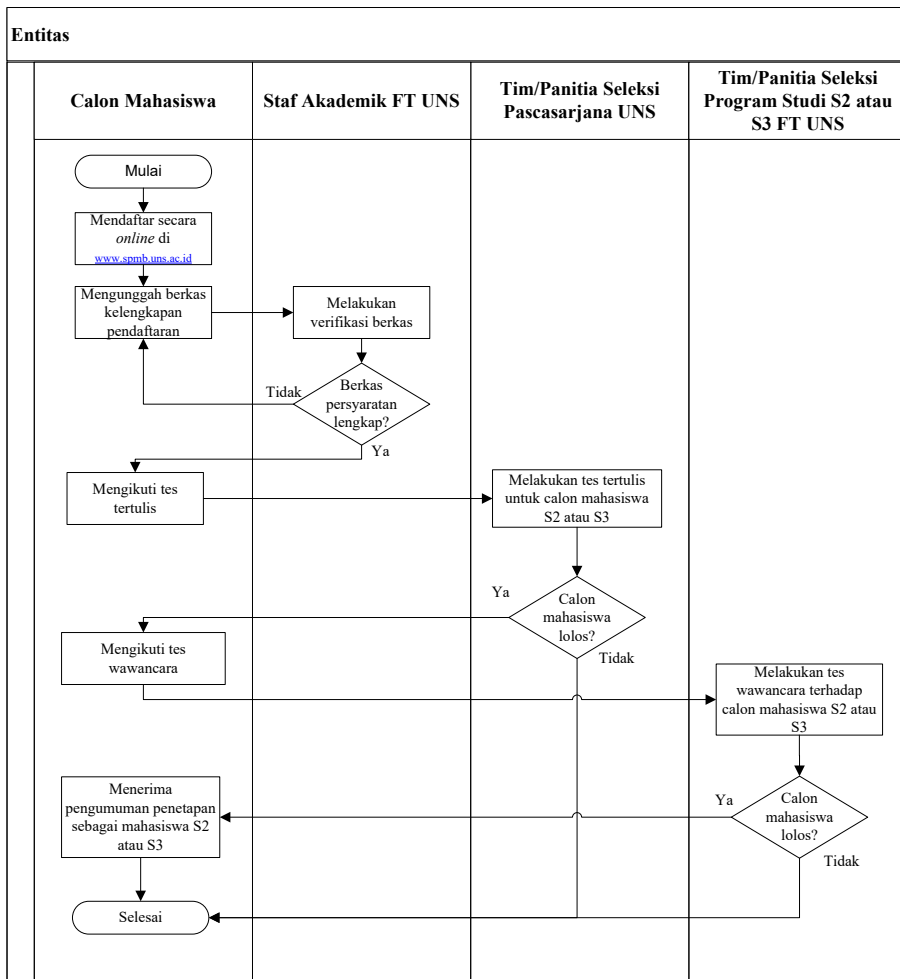 Entitas
Calon Mahasiswa
Staf Akademik FT UNS
Tim/Panitia Seleksi
Pascasarjana UNS
Tim/Panitia Seleksi
Program Studi S2 atau
S3 FT UNS
Mulai
Mendaftar secara
online di
www.spmb.uns.ac.id
Mengunggah berkas
kelengkapan
pendaftaran
Melakukan
verifikasi berkas
Tidak
Berkas
persyaratan
lengkap?
Ya
Mengikuti tes
tertulis
Melakukan tes tertulis
untuk calon mahasiswa
S2 atau S3
Ya
Calon
mahasiswa
lolos?
Tidak
Mengikuti tes
wawancara
Melakukan tes
wawancara terhadap
calon mahasiswa S2 atau
S3
Menerima
pengumuman penetapan
sebagai mahasiswa S2
atau S3
Ya
Calon
mahasiswa
lolos?
Tidak
Selesai